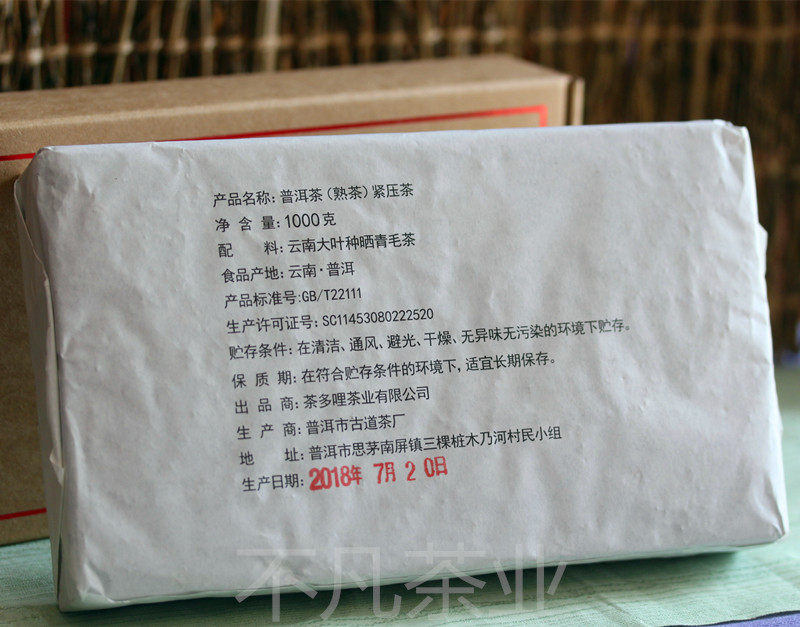 产品名称: 普洱茶(熟茶)紧压茶
净 含 量: 1000克
配 料: 云南大叶种晒青毛茶
食品产地: 云南·普洱
产品标准号:GB/T22111
生产许可证号: SC11453080222520
贮存条件: 在清洁、通风、避光、干燥、无异味无污染的环境下贮存。
保 质 期: 在符合贮存条件的环境下, 适宜长期保存。
出 品 商: 茶多哩茶业有限公司
生 产 商: 普洱市古道茶厂
地 址: 普洱市思茅南屏镇三棵桩木乃河村民小组
生产日期: 2018年 7月 20日
不凡茶业